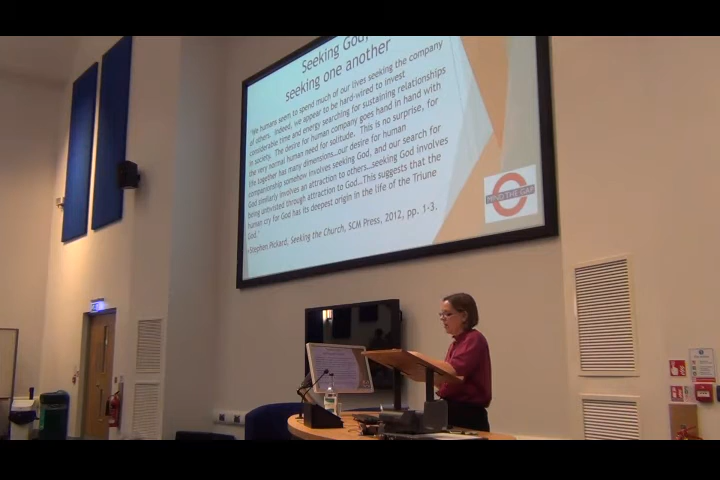 Seeking God,
seeking one another
"We humans seem to spend much of our lives seeking the company
of others. Indeed, we appear to be hard-wired to invest
considerable time and energy searching for sustaining relationships
in society. The desire for human company goes hand in hand with
the very normal human need for solitude. This is no surprise, for
life together has many dimensions...our desire for human
companionship somehow involves seeking God, and our search for
God similarly involves an attraction to others...seeking God involves
being untwisted through attraction to God...This suggests that the
human cry for God has its deepest origin in the life of the Triune
God."
-Stephen Pickard, Seeking the Church, SCM Press, 2012, pp. 1-3.
MIND THE GAP